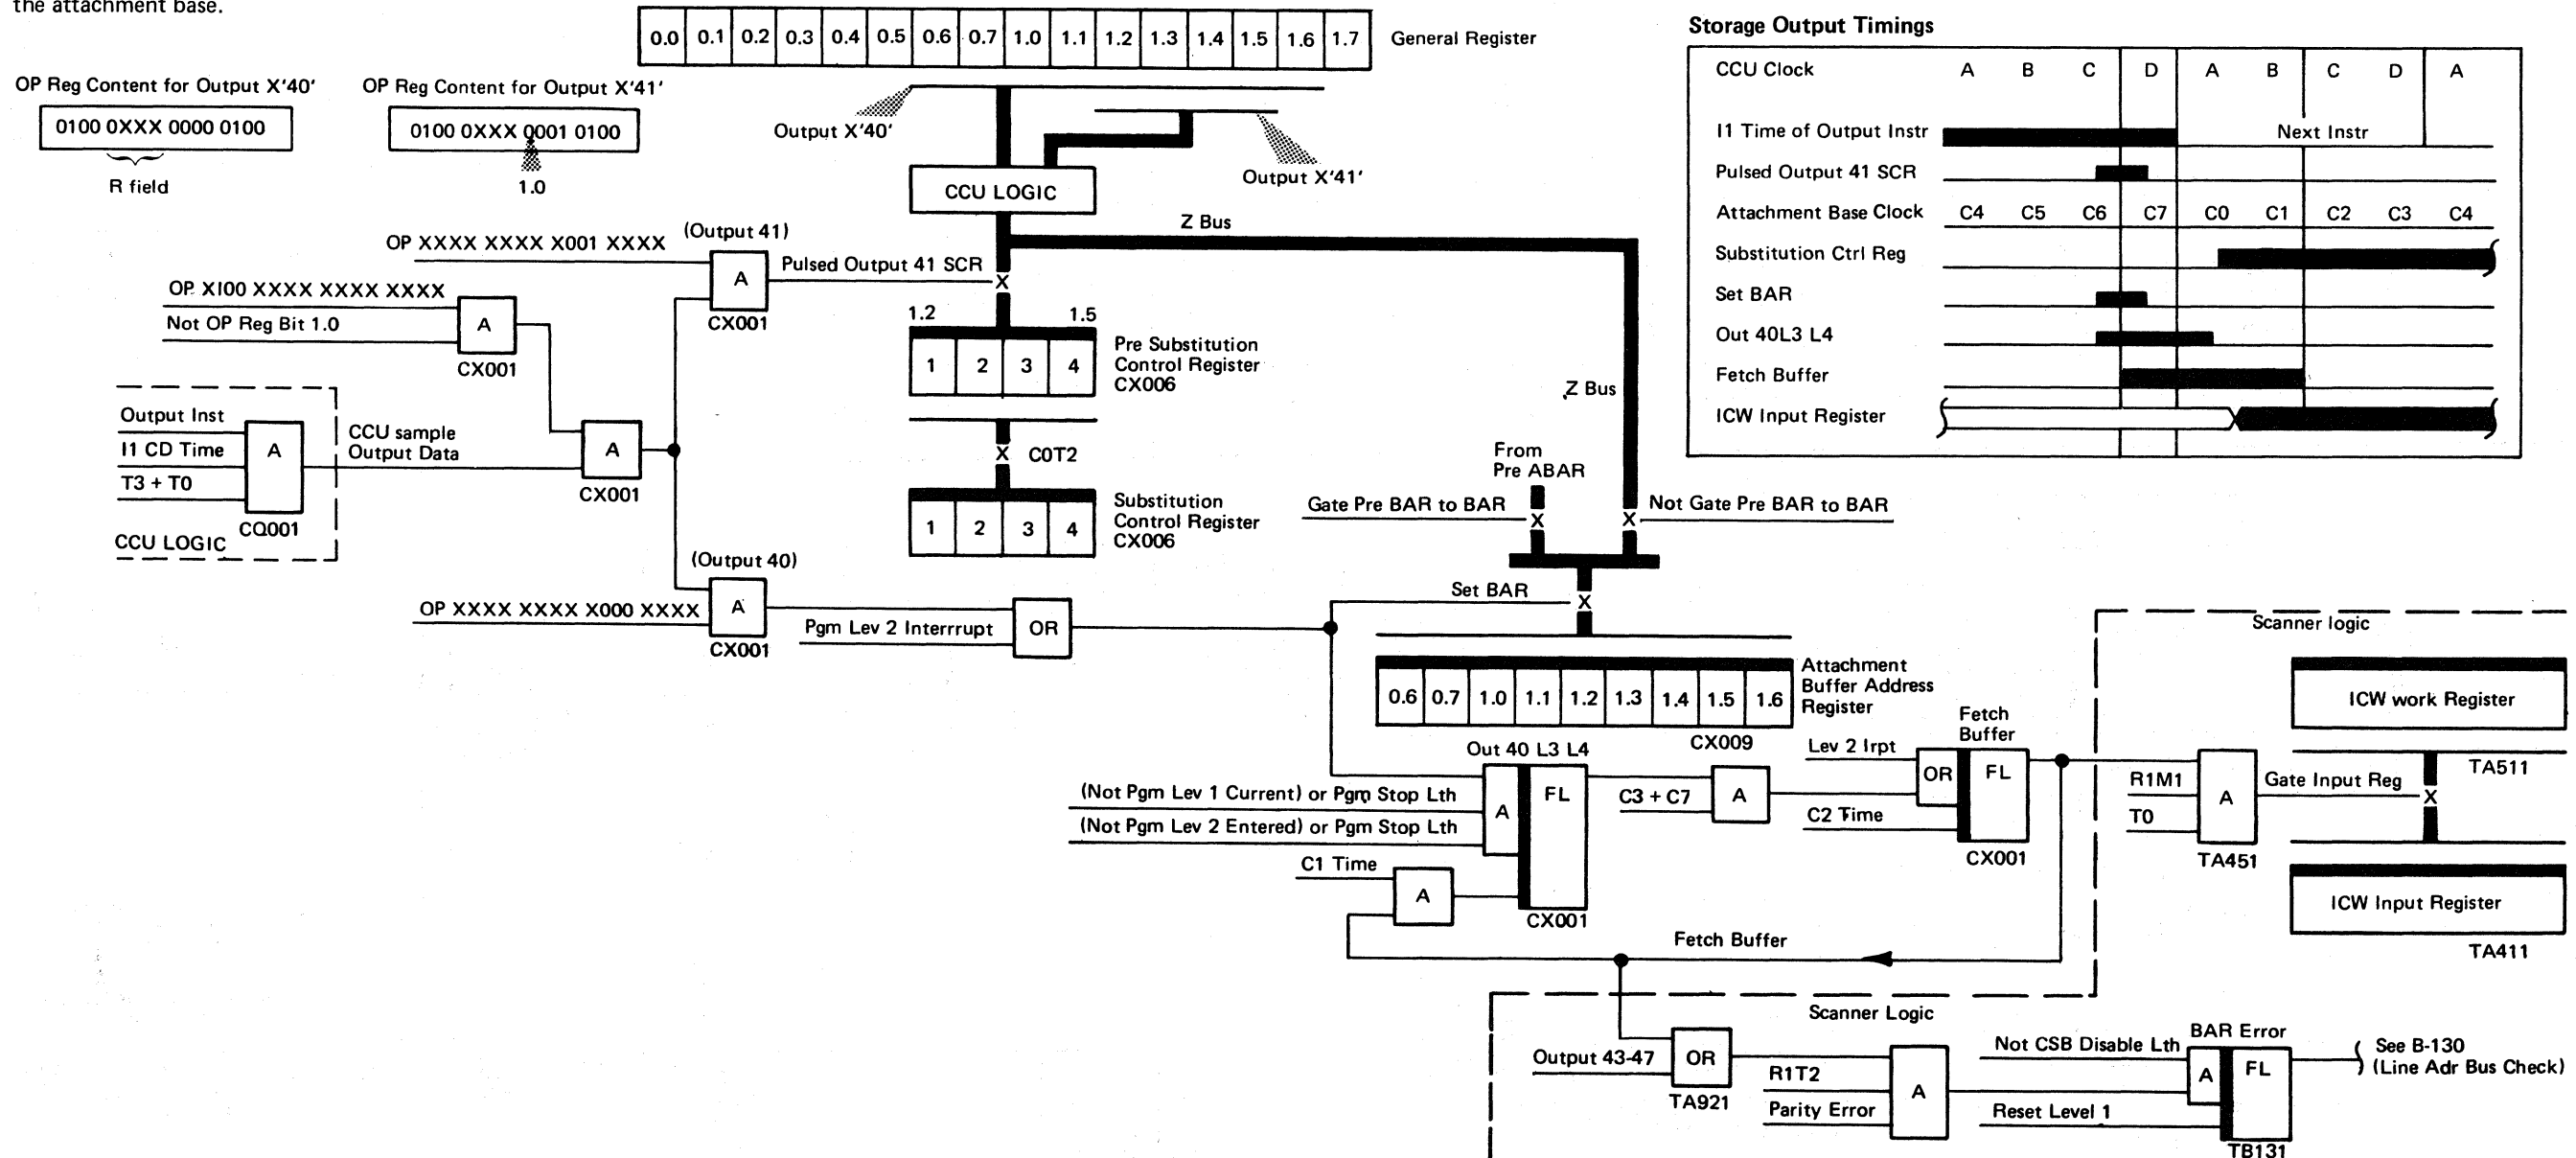 the attachment base.
0.0 0.1 0.2 0.3 0.4 0.5 0.6 0.7 1.0 1.1 1.2 1.3 1.4 1.5 1.6 1.7
General Register
OP Reg Content for Output X'40'
0100 0XXX 0000 0100
R field
OP Reg Content for Output X'41'
0100 0XXX 0001 0100
1.0
Output X'40'
Output X'41'
CCU LOGIC
Z Bus
(Output 41)
OP XXXX XXXX X001 XXXX
A
CX001
Pulsed Output 41 SCR
X
OP X100 XXXX XXXX XXXX
Not OP Reg Bit 1.0
A
CX001
Output Inst
I1 CD Time
T3 + T0
A
CQ001
CCU LOGIC
CCU sample
Output Data
A
CX001
1.2 1.5
1 2 3 4
Pre Substitution
Control Register
CX006
X C0T2
1 2 3 4
Substitution
Control Register
CX006
(Output 40)
OP XXXX XXXX X000 XXXX
A
CX001
Pgm Lev 2 Interrrupt
OR
Z Bus
From
Pre ABAR
Gate Pre BAR to BAR
X
X
Not Gate Pre BAR to BAR
Set BAR
X
0.6 0.7 1.0 1.1 1.2 1.3 1.4 1.5 1.6
Attachment
Buffer Address
Register
CX009
Out 40 L3 L4
(Not Pgm Lev 1 Current) or Pgm Stop Lth
(Not Pgm Lev 2 Entered) or Pgm Stop Lth
A
FL
CX001
C1 Time
A
C3 + C7
A
Lev 2 Irpt
C2 Time
Fetch
Buffer
OR
FL
CX001
Fetch Buffer
Scanner logic
ICW work Register
TA511
R1M1
T0
A
TA451
Gate Input Reg
X
ICW Input Register
TA411
Scanner Logic
Output 43-47
OR
TA921
R1T2
Parity Error
A
Not CSB Disable Lth
Reset Level 1
BAR Error
A
FL
TB131
See B-130
(Line Adr Bus Check)
Storage Output Timings
CCU Clock A B C D A B C D A
I1 Time of Output Instr Next Instr
Pulsed Output 41 SCR
Attachment Base Clock C4 C5 C6 C7 C0 C1 C2 C3 C4
Substitution Ctrl Reg
Set BAR
Out 40L3 L4
Fetch Buffer
ICW Input Register